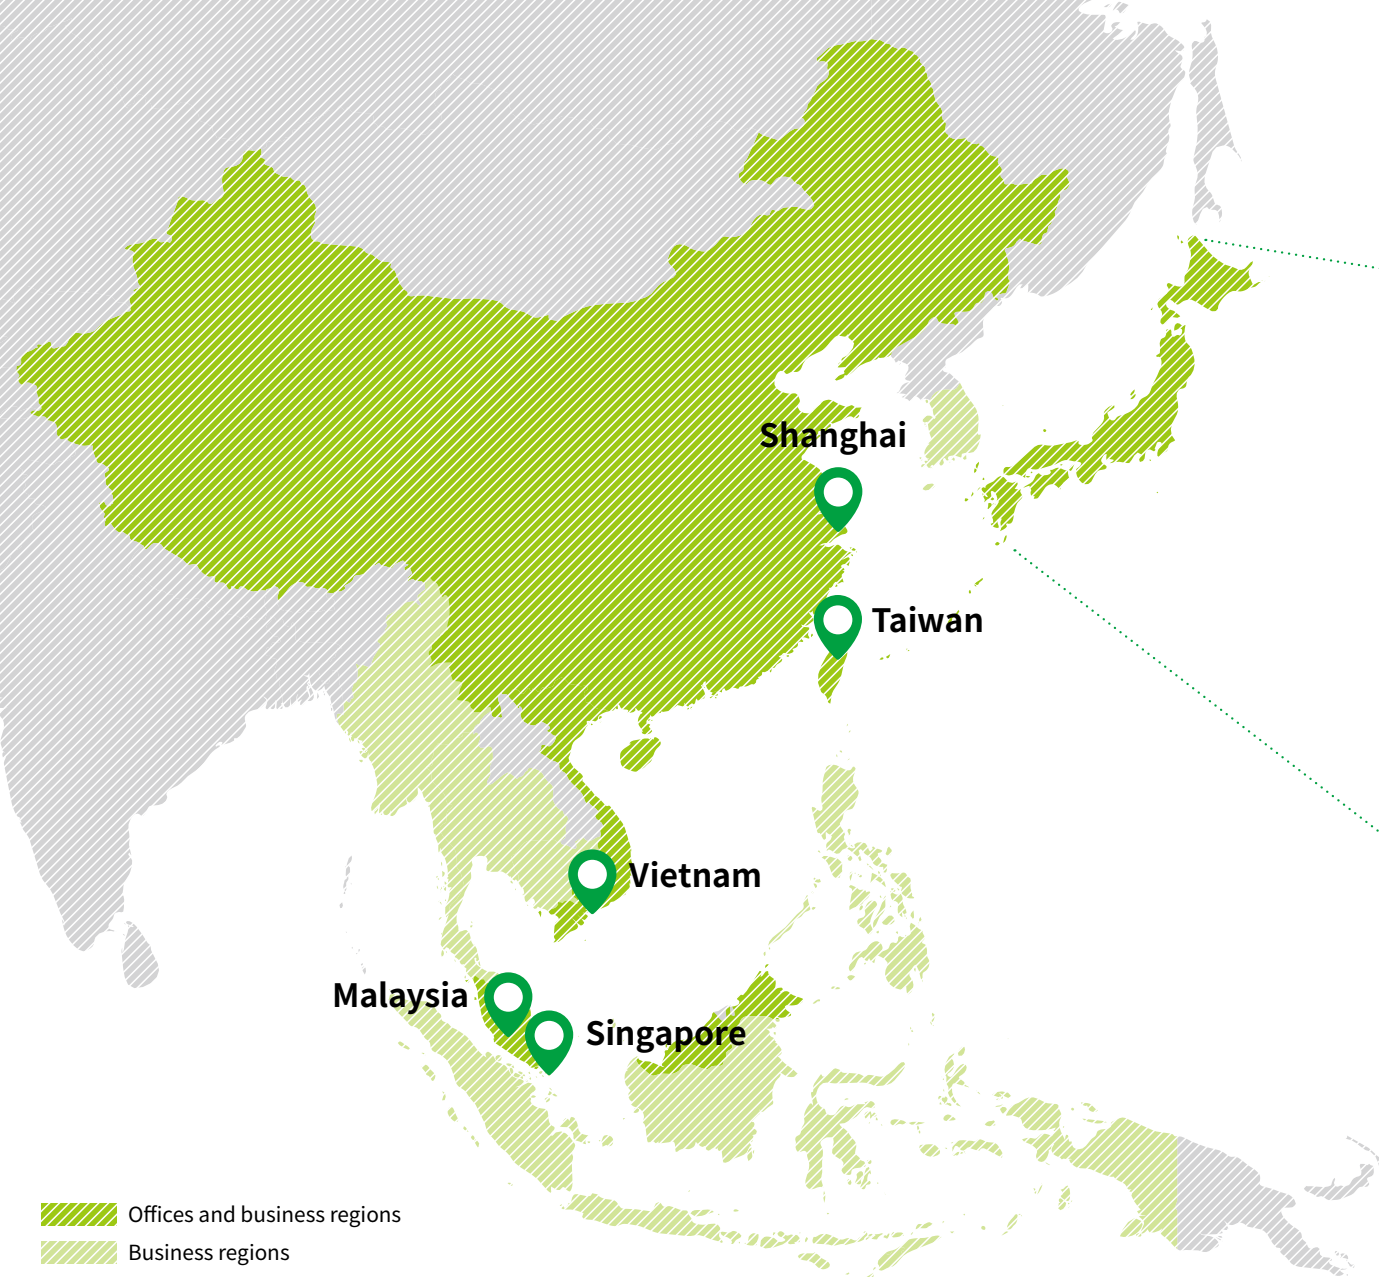 Shanghai
Taiwan
Vietnam
Malaysia
Singapore
Offices and business regions
Business regions